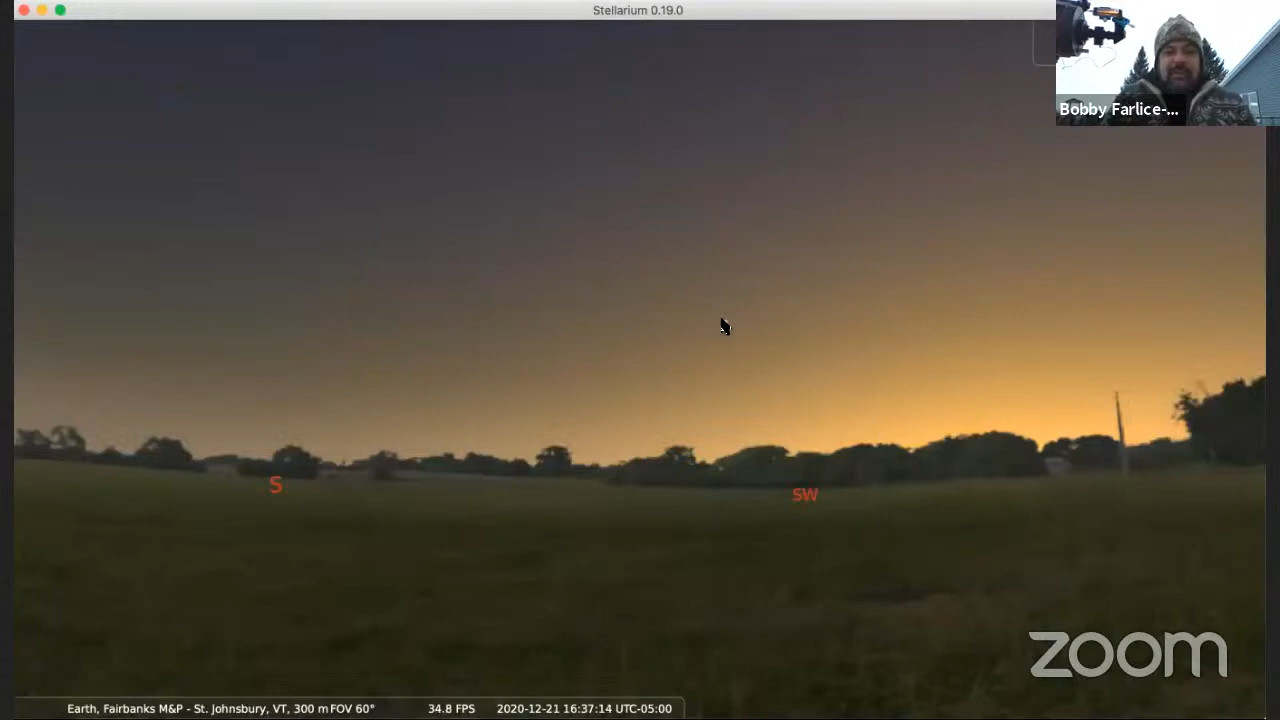 Stellarium 0.19.0
Bobby Farlice-...
S
SW
zoom
Earth, Fairbanks M&P - St. Johnsbury, VT, 300 m FOV 60° 34.8 FPS 2020-12-21 16:37:14 UTC-05:00